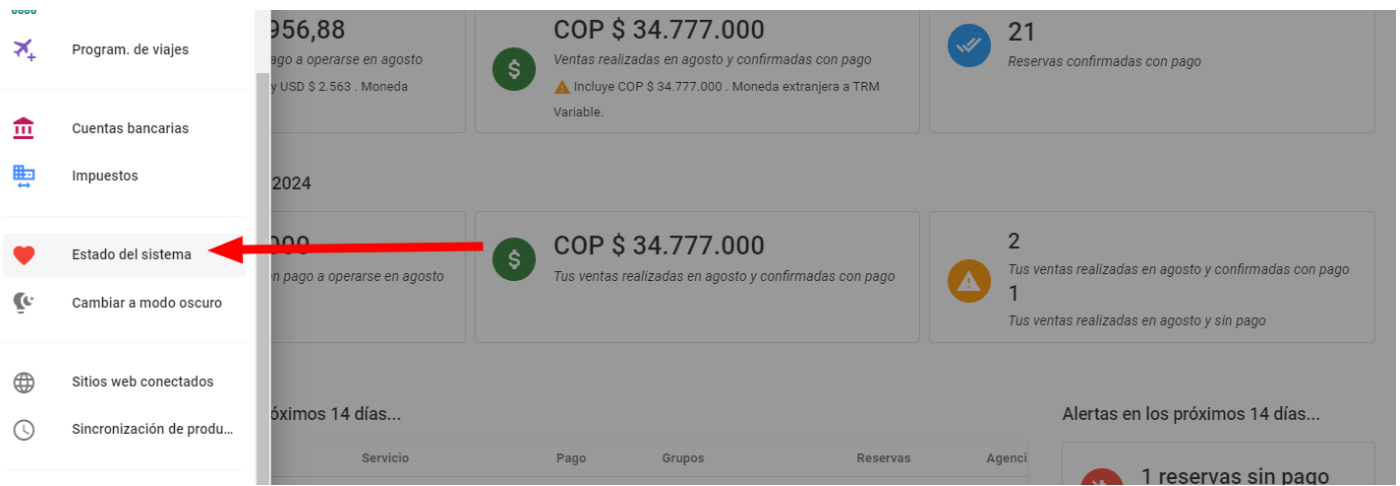 Program. de viajes
Cuentas bancarias
Impuestos
Estado del sistema
Cambiar a modo oscuro
Sitios web conectados
Sincronización de produ...
956,88
ago a operarse en agosto
y USD $ 2.563 . Moneda
COP $ 34.777.000
Ventas realizadas en agosto y confirmadas con pago
Incluye COP $ 34.777.000 . Moneda extranjera a TRM
Variable.
21
Reservas confirmadas con pago
2024
n pago a operarse en agosto
COP $ 34.777.000
Tus ventas realizadas en agosto y confirmadas con pago
2
Tus ventas realizadas en agosto y confirmadas con pago
1
Tus ventas realizadas en agosto y sin pago
óximos 14 días...
Servicio Pago Grupos Reservas Agenci
Alertas en los próximos 14 días...
1 reservas sin pago